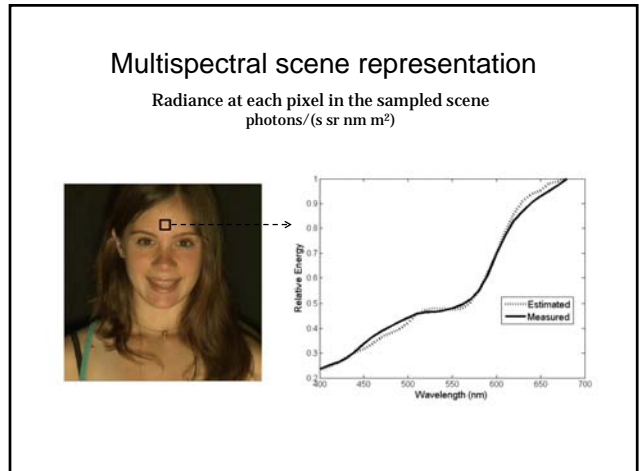 Multispectral scene representation
Radiance at each pixel in the sampled scene
photons/(s sr nm m²)
1
0.9
0.8
0.7
0.6
0.5
0.4
0.3
0.2
Relative Energy
Estimated
Measured
400 450 500 550 600 650 700
Wavelength (nm)